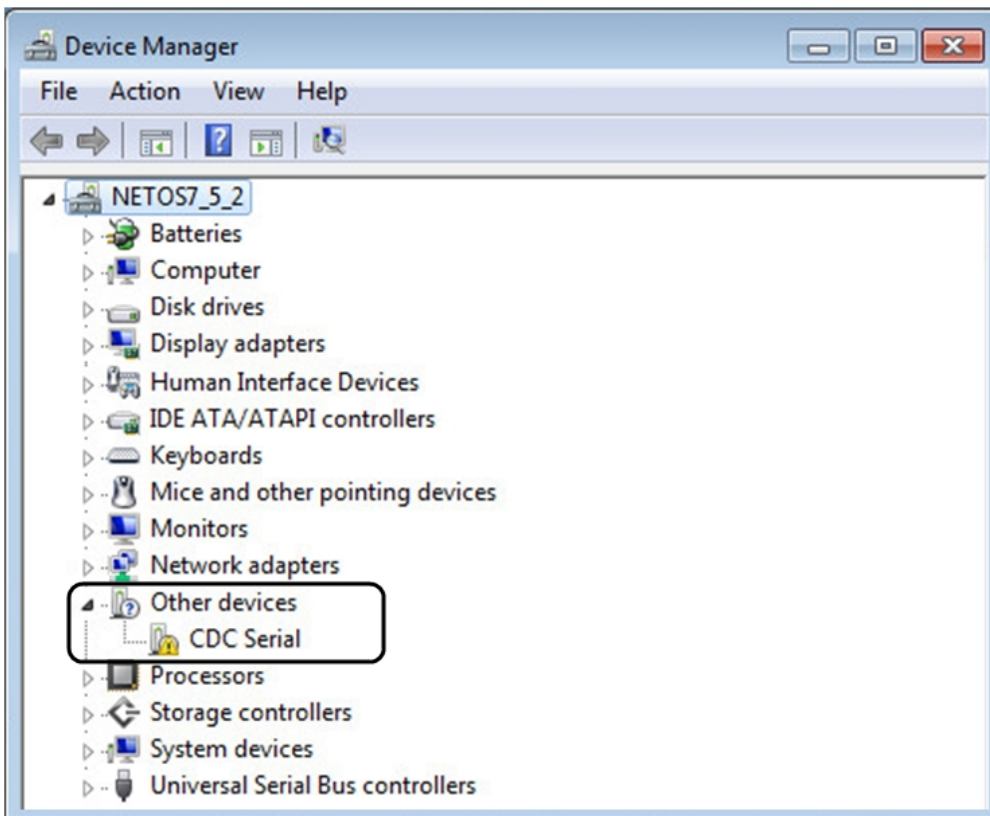 Device Manager
File Action View Help
NETOS7_5_2
Batteries
Computer
Disk drives
Display adapters
Human Interface Devices
IDE ATA/ATAPI controllers
Keyboards
Mice and other pointing devices
Monitors
Network adapters
Other devices
CDC Serial
Processors
Storage controllers
System devices
Universal Serial Bus controllers